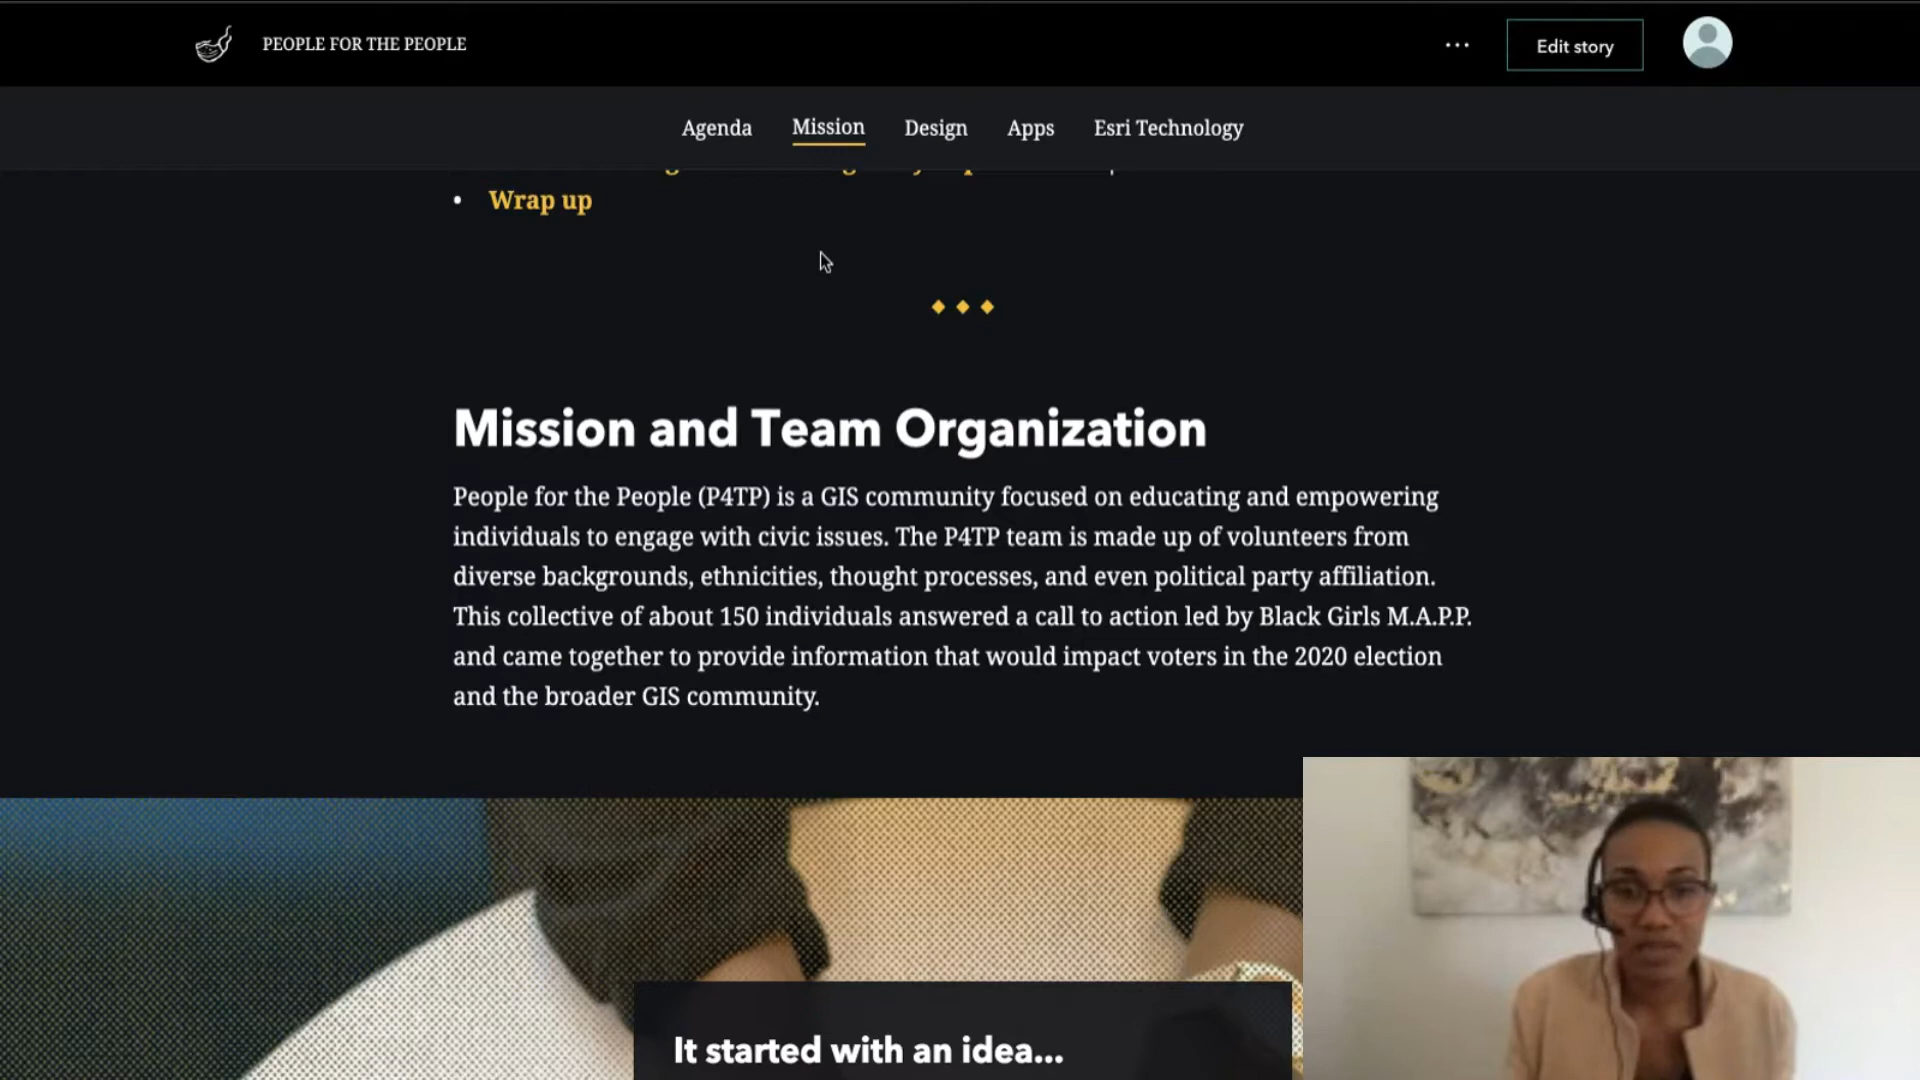 PEOPLE FOR THE PEOPLE
Edit story
Agenda Mission Design Apps Esri Technology
• Wrap up
Mission and Team Organization
People for the People (P4TP) is a GIS community focused on educating and empowering
individuals to engage with civic issues. The P4TP team is made up of volunteers from
diverse backgrounds, ethnicities, thought processes, and even political party affiliation.
This collective of about 150 individuals answered a call to action led by Black Girls M.A.P.P.
and came together to provide information that would impact voters in the 2020 election
and the broader GIS community.
It started with an idea...